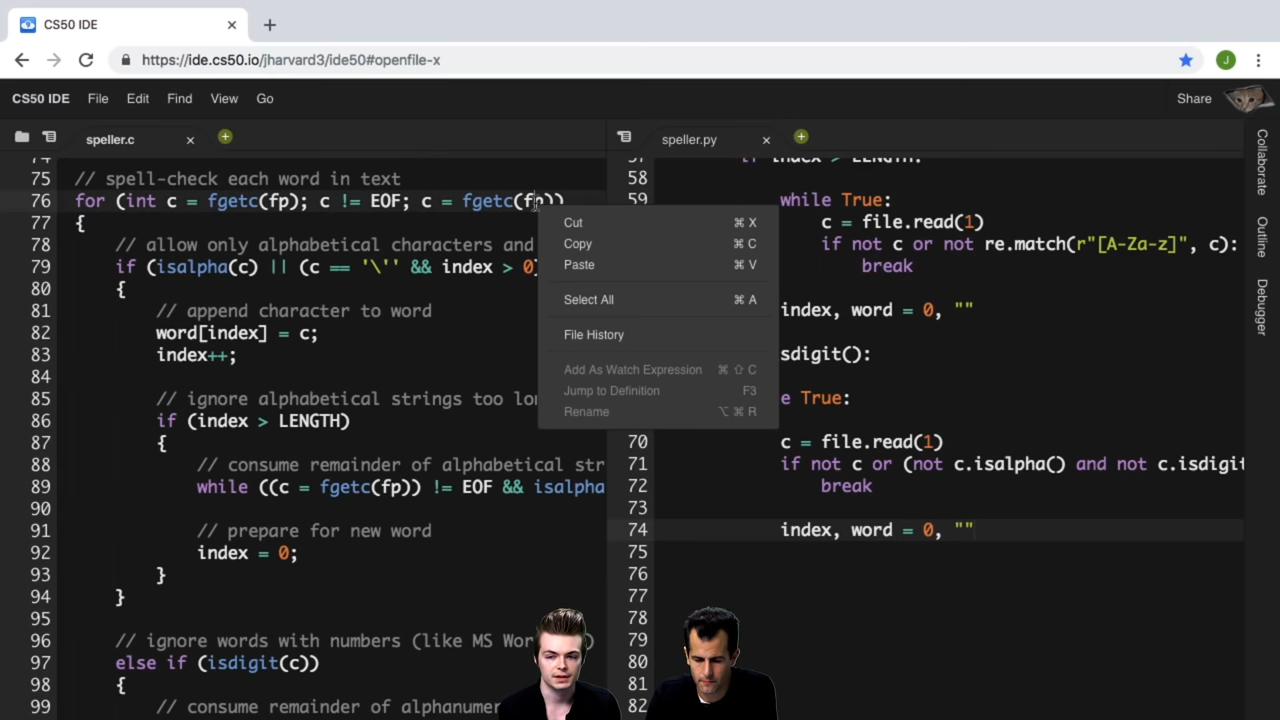 CS50 IDE
https://ide.cs50.io/jharvard3/ide50#openfile-x
J
CS50 IDE File Edit Find View Go
Share
speller.c
speller.py
Collaborate
Outline
Debugger
74
75 // spell-check each word in text
76 for (int c = fgetc(fp); c != EOF; c = fgetc(fp))
77 {
78 // allow only alphabetical characters and
79 if (isalpha(c) || (c == '\'' && index > 0)
80 {
81 // append character to word
82 word[index] = c;
83 index++;
84
85 // ignore alphabetical strings too lon
86 if (index > LENGTH)
87 {
88 // consume remainder of alphabetical str
89 while ((c = fgetc(fp)) != EOF && isalpha
90
91 // prepare for new word
92 index = 0;
93 }
94 }
95
96 // ignore words with numbers (like MS Wor )
97 else if (isdigit(c))
98 {
99 // consume remainder of alphanumer
Cut ⌘ X
Copy ⌘ C
Paste ⌘ V
Select All ⌘ A
File History
Add As Watch Expression ⌘ ⇧ C
Jump to Definition F3
Rename ⌥ ⌘ R
57 if index > LENGTH:
58
59 while True:
c = file.read(1)
if not c or not re.match(r"[A-Za-z]", c):
break
index, word = 0, ""
sdigit():
e True:
70 c = file.read(1)
71 if not c or (not c.isalpha() and not c.isdigit
72 break
73
74 index, word = 0, ""
75
76
77
78
79
80
81
82